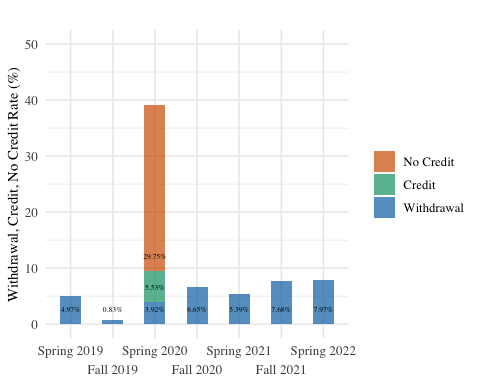 Withdrawal, Credit, No Credit Rate (%)
50
40
30
20
10
0
29.75%
5.53%
4.97%
0.83%
3.92%
6.65%
5.39%
7.68%
7.97%
Spring 2019
Spring 2020
Spring 2021
Spring 2022
Fall 2019
Fall 2020
Fall 2021
No Credit
Credit
Withdrawal